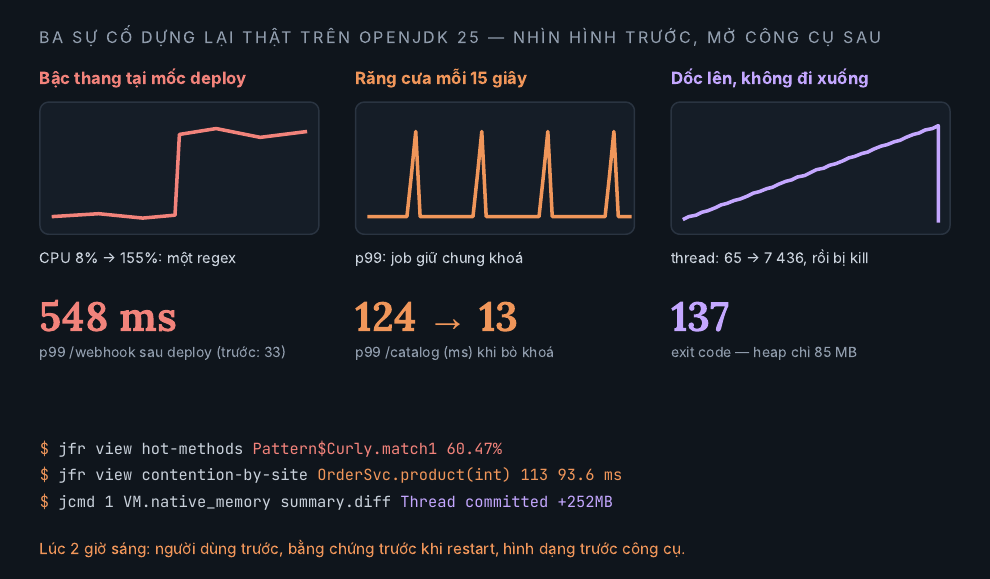 BA SỰ CỐ DỰNG LẠI THẬT TRÊN OPENJDK 25 — NHÌN HÌNH TRƯỚC, MỞ CÔNG CỤ SAU
Bậc thang tại mốc deploy
CPU 8% → 155%: một regex
548 ms
p99 /webhook sau deploy (trước: 33)
Răng cưa mỗi 15 giây
p99: job giữ chung khoá
124 → 13
p99 /catalog (ms) khi bỏ khoá
Dốc lên, không đi xuống
thread: 65 → 7 436, rồi bị kill
137
exit code — heap chỉ 85 MB
$ jfr view hot-methods Pattern$Curly.match1 60.47%
$ jfr view contention-by-site OrderSvc.product(int) 113 93.6 ms
$ jcmd 1 VM.native_memory summary.diff Thread committed +252MB
Lúc 2 giờ sáng: người dùng trước, bằng chứng trước khi restart, hình dạng trước công cụ.